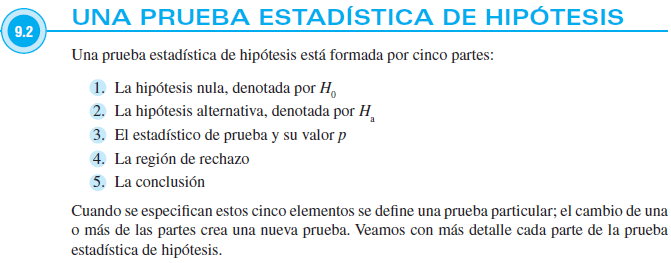 9.2
UNA PRUEBA ESTADÍSTICA DE HIPÓTESIS
Una prueba estadística de hipótesis está formada por cinco partes:
1. La hipótesis nula, denotada por H₀
2. La hipótesis alternativa, denotada por Hₐ
3. El estadístico de prueba y su valor p
4. La región de rechazo
5. La conclusión
Cuando se especifican estos cinco elementos se define una prueba particular; el cambio de una
o más de las partes crea una nueva prueba. Veamos con más detalle cada parte de la prueba
estadística de hipótesis.